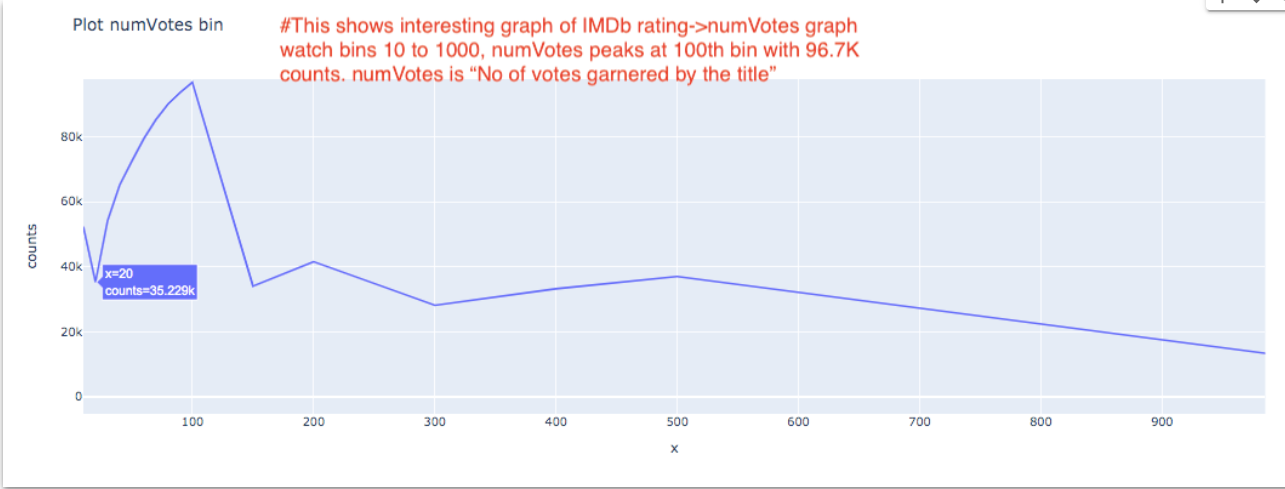 Plot numVotes bin
#This shows interesting graph of IMDb rating->numVotes graph
watch bins 10 to 1000, numVotes peaks at 100th bin with 96.7K
counts. numVotes is “No of votes garnered by the title”
80k
60k
40k
20k
0
counts
x=20
counts=35.229k
100 200 300 400 500 600 700 800 900
x